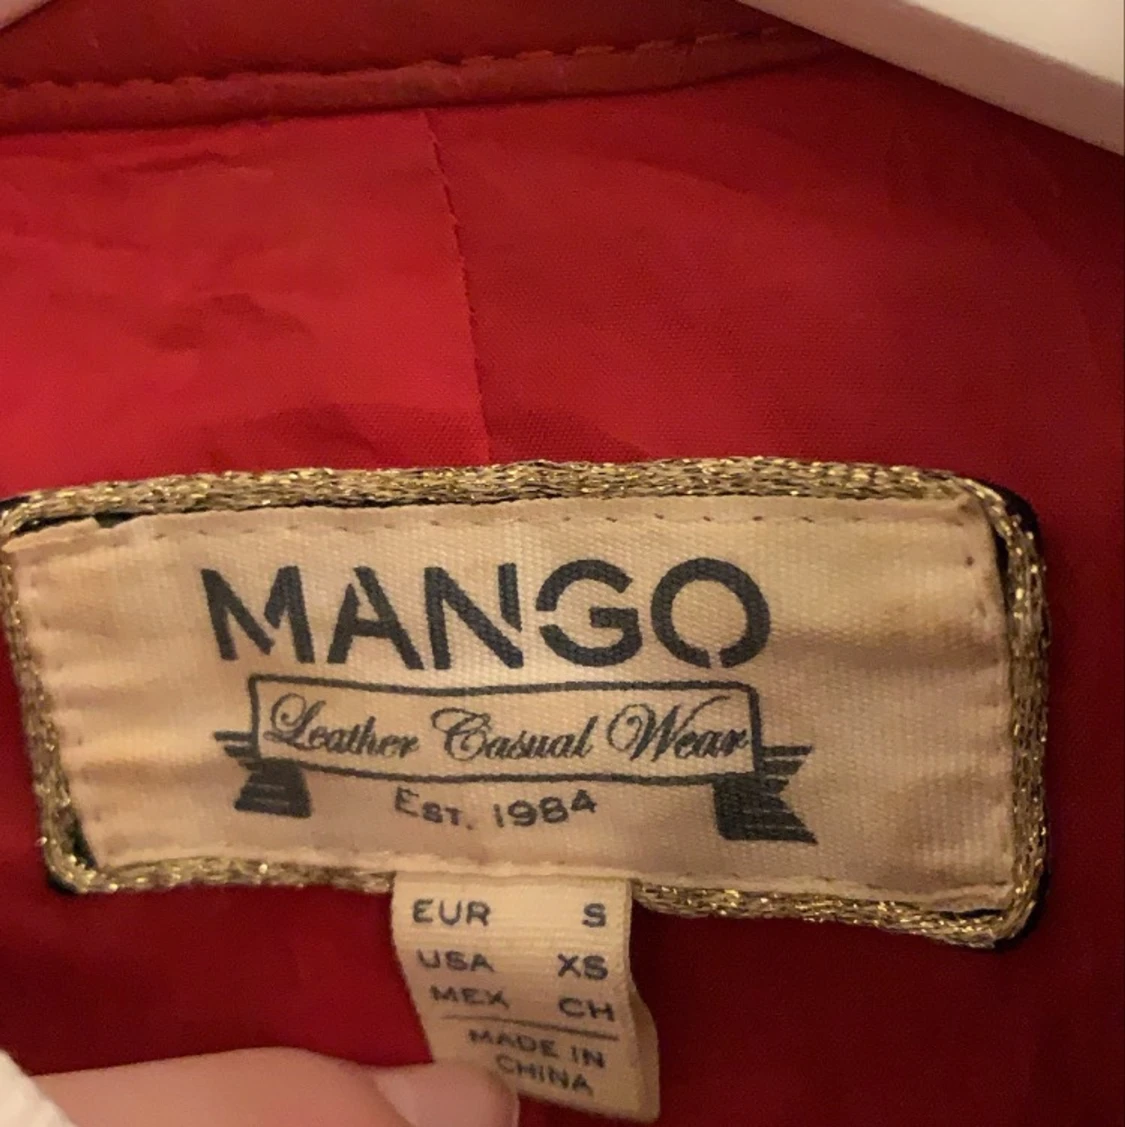 MANGO
Leather Casual Wear
EST. 1984
EUR S
USA XS
MEX CH
MADE IN
CHINA